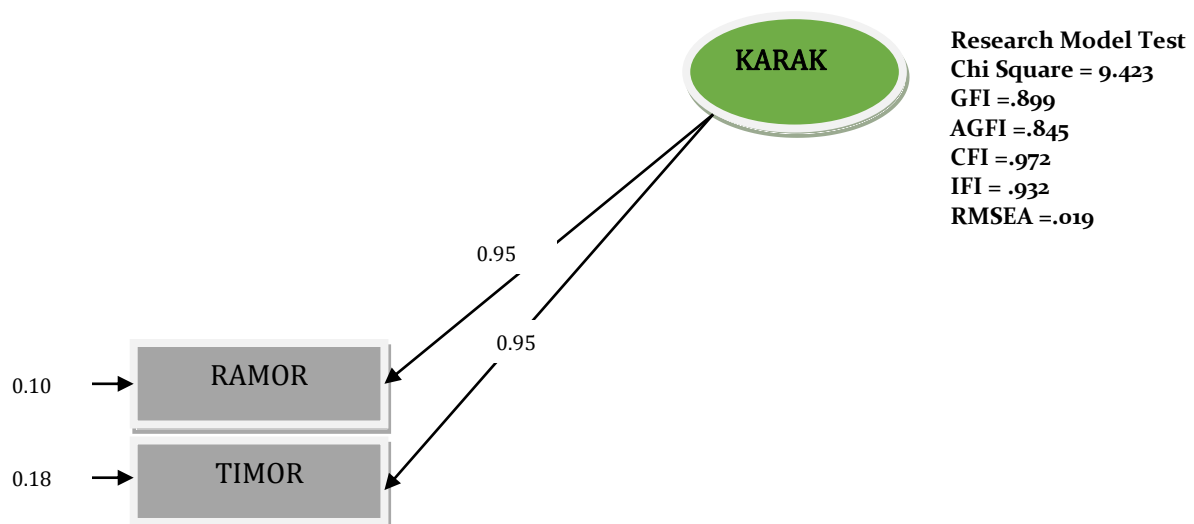 KARAK
Research Model Test
Chi Square = 9.423
GFI =.899
AGFI =.845
CFI =.972
IFI = .932
RMSEA =.019
0.95
0.95
RAMOR
0.10
TIMOR
0.18